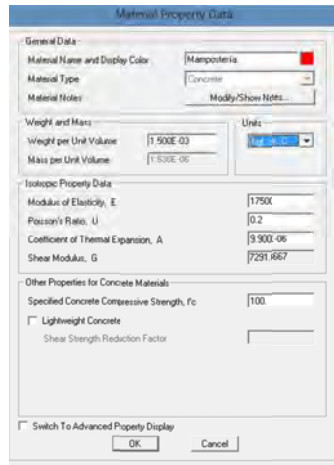 Material Property Data
General Data
Material Name and Display Color Mampostería
Material Type Concrete
Material Notes Modify/Show Notes...
Weight and Mass Units
Weight per Unit Volume 1.500E-03
Mass per Unit Volume 1.530E-06
Isotropic Property Data
Modulus of Elasticity, E 1750(
Poisson's Ratio, U 0.2
Coefficient of Thermal Expansion, A 9.900E-06
Shear Modulus, G 7291.6667
Other Properties for Concrete Materials
Specified Concrete Compressive Strength, f'c 100.
Lightweight Concrete
Shear Strength Reduction Factor
Switch To Advanced Property Display
OK Cancel